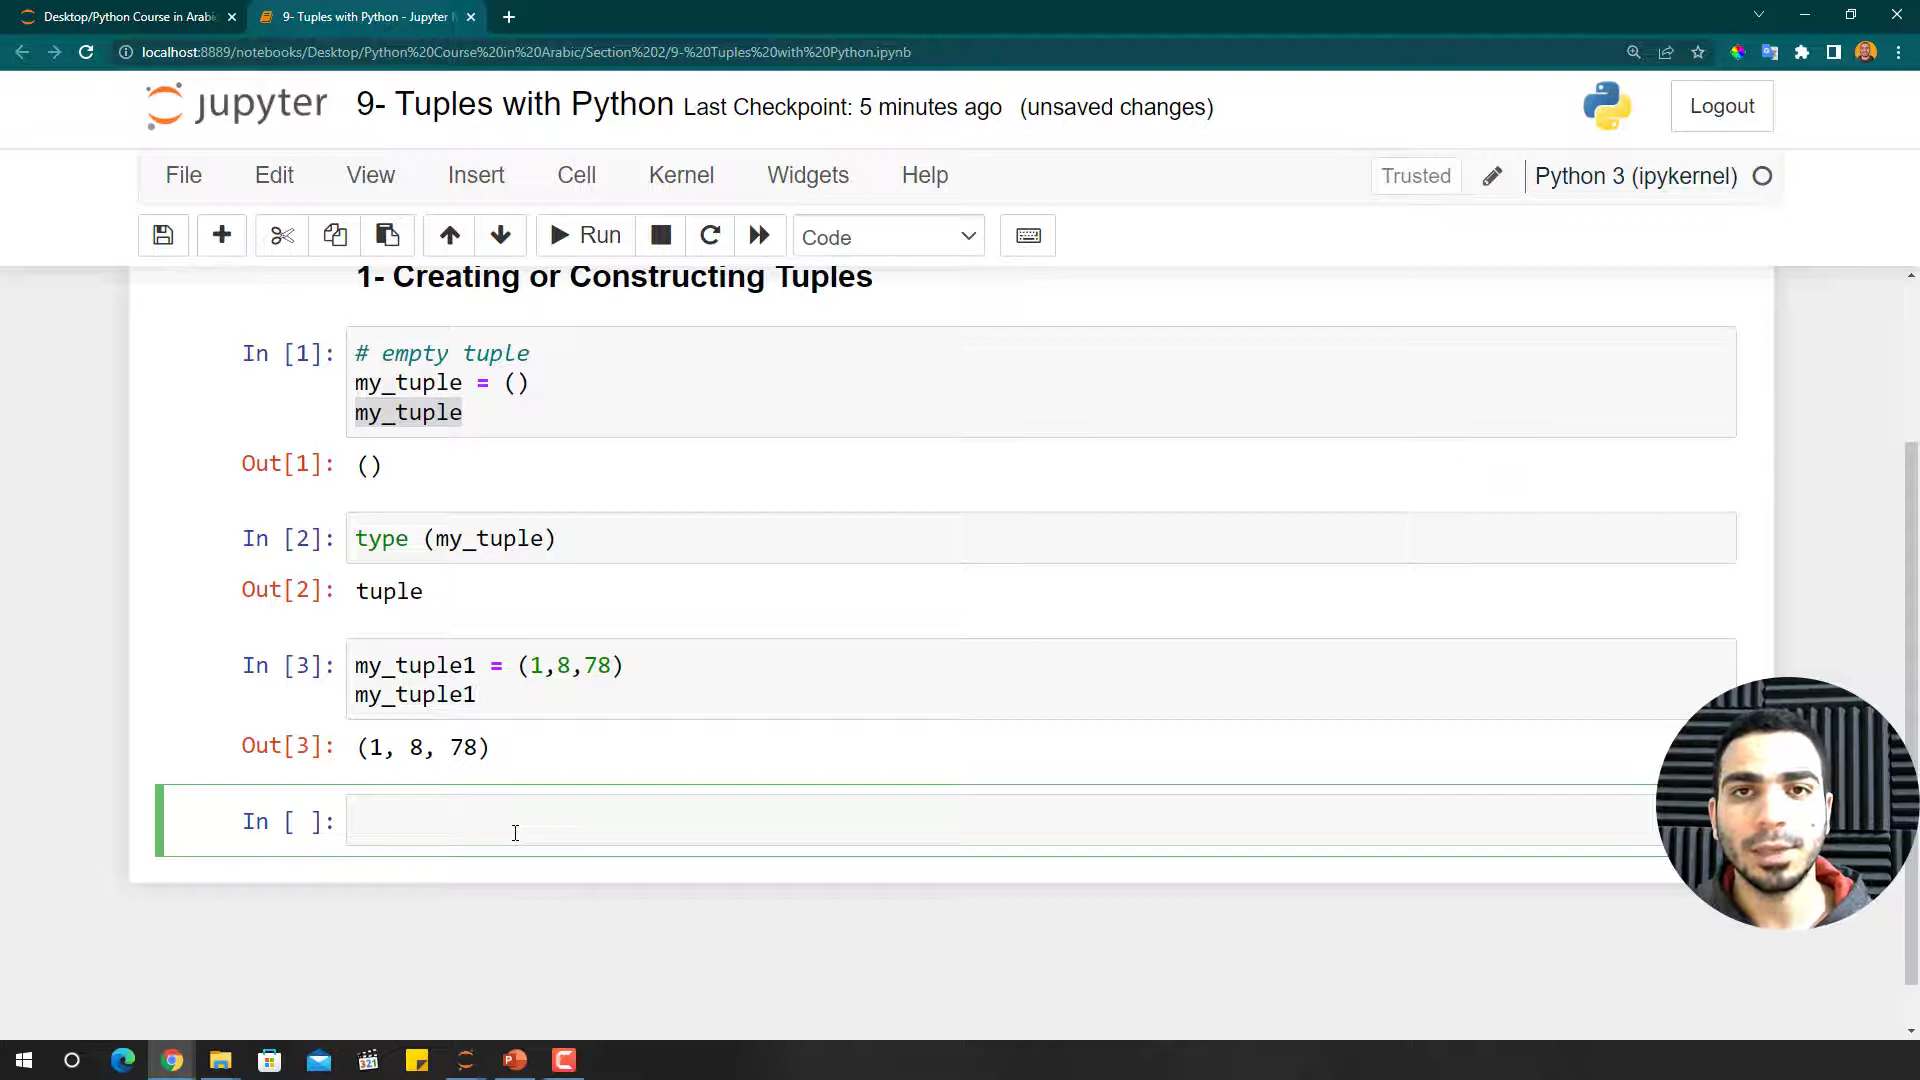 Desktop/Python Course in Arabi
9- Tuples with Python - Jupyter
localhost:8889/notebooks/Desktop/Python%20Course%20in%20Arabic/Section%202/9-%20Tuples%20with%20Python.ipynb
jupyter 9- Tuples with Python Last Checkpoint: 5 minutes ago (unsaved changes) Logout
File Edit View Insert Cell Kernel Widgets Help Trusted Python 3 (ipykernel)
Run Code
1- Creating or Constructing Tuples
In [1]: # empty tuple
my_tuple = ()
my_tuple
Out[1]: ()
In [2]: type (my_tuple)
Out[2]: tuple
In [3]: my_tuple1 = (1,8,78)
my_tuple1
Out[3]: (1, 8, 78)
In [ ]:
321
P
C